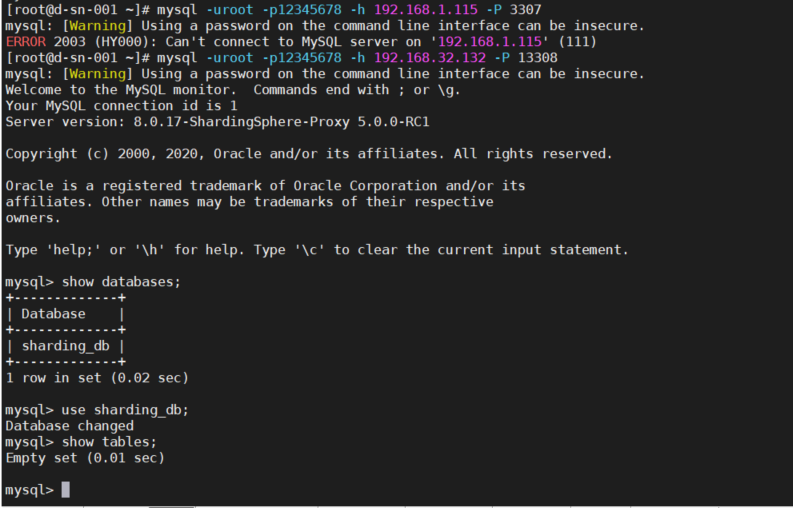 [root@d-sn-001 ~]# mysql -uroot -p12345678 -h 192.168.1.115 -P 3307
mysql: [Warning] Using a password on the command line interface can be insecure.
ERROR 2003 (HY000): Can't connect to MySQL server on '192.168.1.115' (111)
[root@d-sn-001 ~]# mysql -uroot -p12345678 -h 192.168.32.132 -P 13308
mysql: [Warning] Using a password on the command line interface can be insecure.
Welcome to the MySQL monitor.  Commands end with ; or \g.
Your MySQL connection id is 1
Server version: 8.0.17-ShardingSphere-Proxy 5.0.0-RC1
Copyright (c) 2000, 2020, Oracle and/or its affiliates. All rights reserved.
Oracle is a registered trademark of Oracle Corporation and/or its
affiliates. Other names may be trademarks of their respective
owners.
Type 'help;' or '\h' for help. Type '\c' to clear the current input statement.
mysql> show databases;
+-------------+
| Database    |
+-------------+
| sharding_db |
+-------------+
1 row in set (0.02 sec)
mysql> use sharding_db;
Database changed
mysql> show tables;
Empty set (0.01 sec)
mysql>